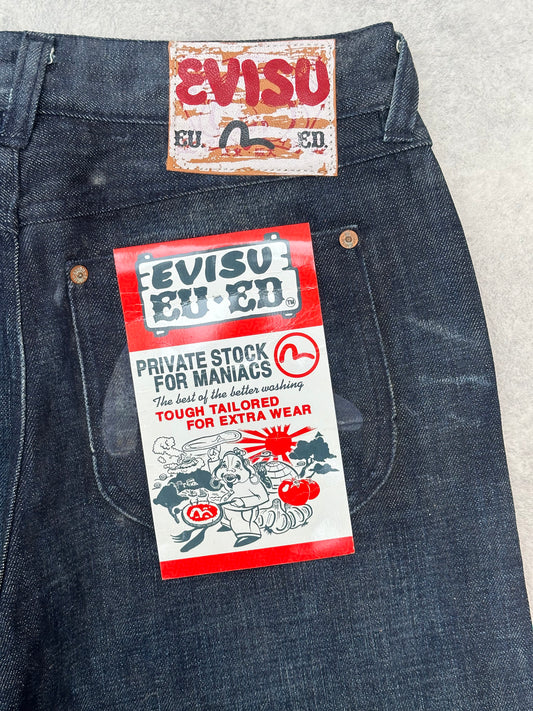 EVISU
EU. ED.
EVISU
EU·ED
TM
PRIVATE STOCK
FOR MANIACS
The best of the better washing
TOUGH TAILORED
FOR EXTRA WEAR